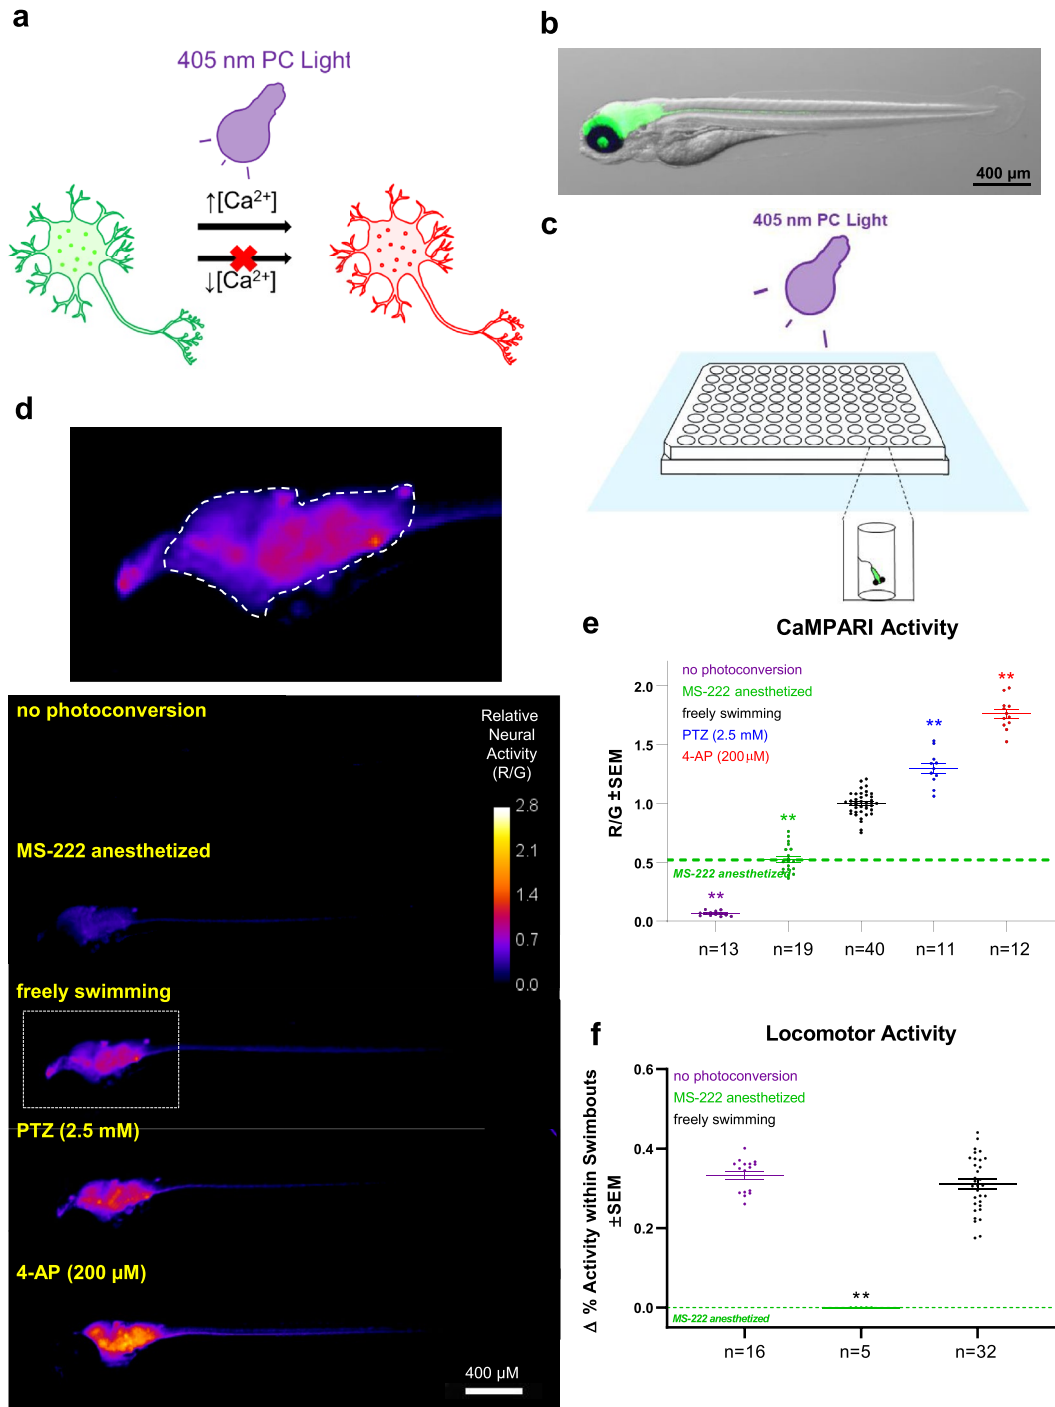 a
405 nm PC Light
↑[Ca2+]
↓[Ca2+]
b
400 µm
c
405 nm PC Light
d
no photoconversion
Relative
Neural
Activity
(R/G)
2.8
2.1
1.4
0.7
0.0
MS-222 anesthetized
freely swimming
PTZ (2.5 mM)
4-AP (200 µM)
400 µM
e
CaMPARI Activity
no photoconversion
MS-222 anesthetized
freely swimming
PTZ (2.5 mM)
4-AP (200µM)
R/G ±SEM
2.0
1.5
1.0
0.5
0.0
**
**
**
**
MS-222 anesthetized
n=13
n=19
n=40
n=11
n=12
f
Locomotor Activity
no photoconversion
MS-222 anesthetized
freely swimming
Δ % Activity within Swimbouts
±SEM
0.6
0.4
0.2
0.0
**
MS-222 anesthetized
n=16
n=5
n=32